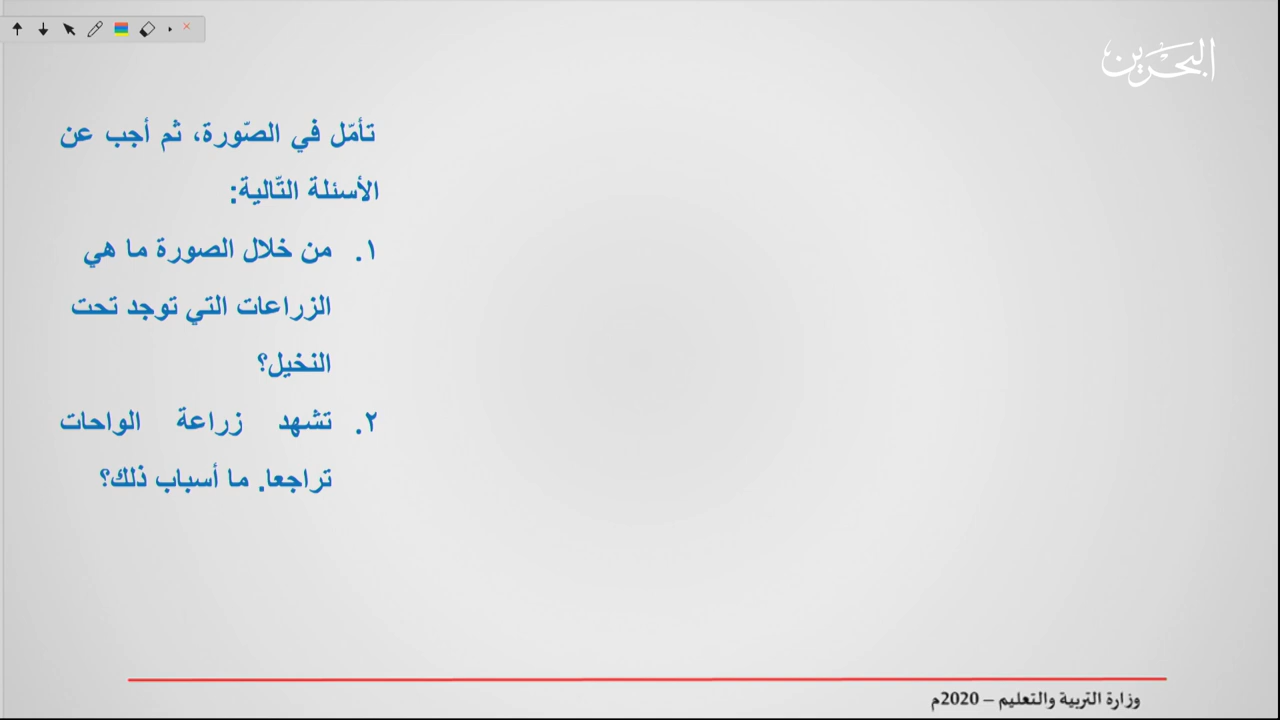 البحرين
تأمّل في الصّورة، ثم أجب عن
الأسئلة التّالية:
١. من خلال الصورة ما هي
الزراعات التي توجد تحت
النخيل؟
٢. تشهد زراعة الواحات
تراجعا. ما أسباب ذلك؟
وزارة التربية والتعليم – 2020م